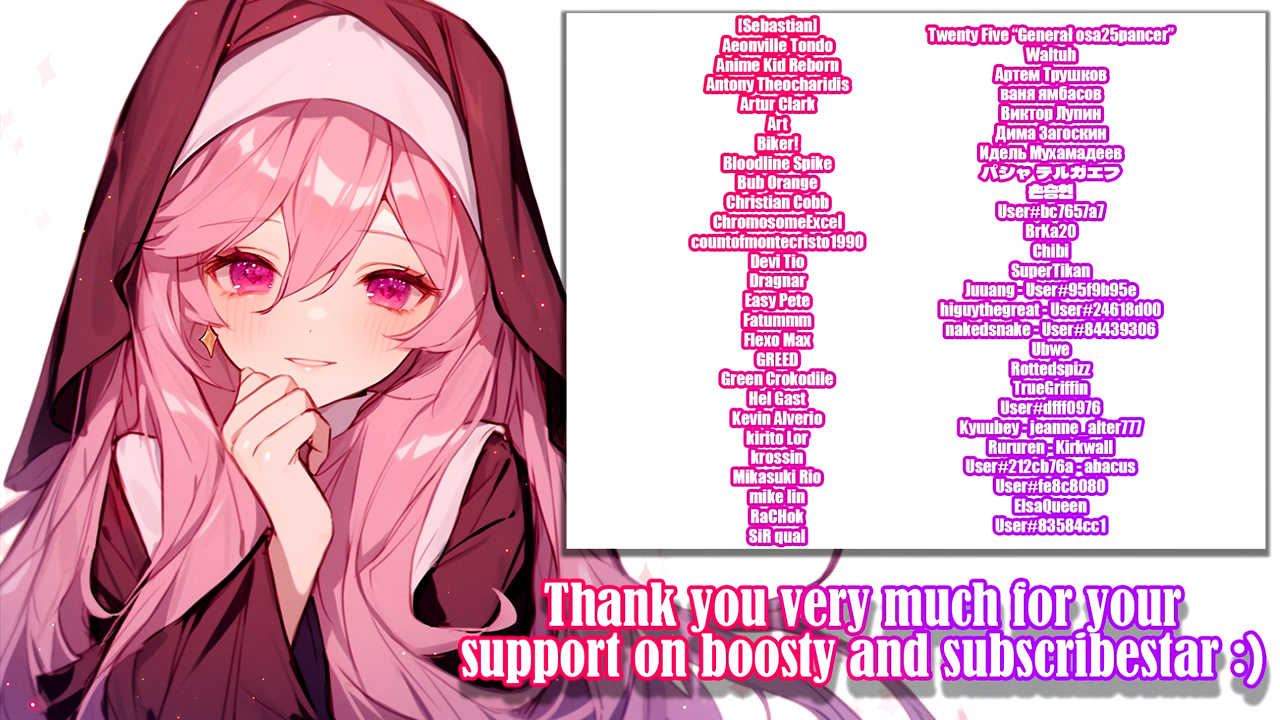 [Sebastian]
Aeonville Tondo
Anime Kid Reborn
Antony Theocharidis
Artur Clark
Art
Biker!
Bloodline Spike
Bub Orange
Christian Cobb
ChromosomeExcel
countofmontecristo1990
Devi Tio
Dragnar
Easy Pete
Fatummm
Flexo Max
GREED
Green Crokodile
Hel Gast
Kevin Alverio
kirito Lor
krossin
Mikasuki Rio
mike lin
RaCHok
SiR qual
Twenty Five “General osa25pancer”
Waltuh
Артем Трушков
ваня ямбасов
Виктор Лупин
Дима Загоскин
Идель Мухамадеев
パシャ デルガエフ
User#bc7657a7
BrKa20
Chibi
SuperTikan
Juuang - User#95f9b95e
higuythegreat - User#24618d00
nakedsnake - User#84439306
Ubwe
Rottedspizz
TrueGriffin
User#dfff0976
Kyuubey - jeanne_alter777
Rururen - Kirkwall
User#212cb76a - abacus
User#fe8c8080
ElsaQueen
User#83584cc1
Thank you very much for your
support on boosty and subscribestar :)